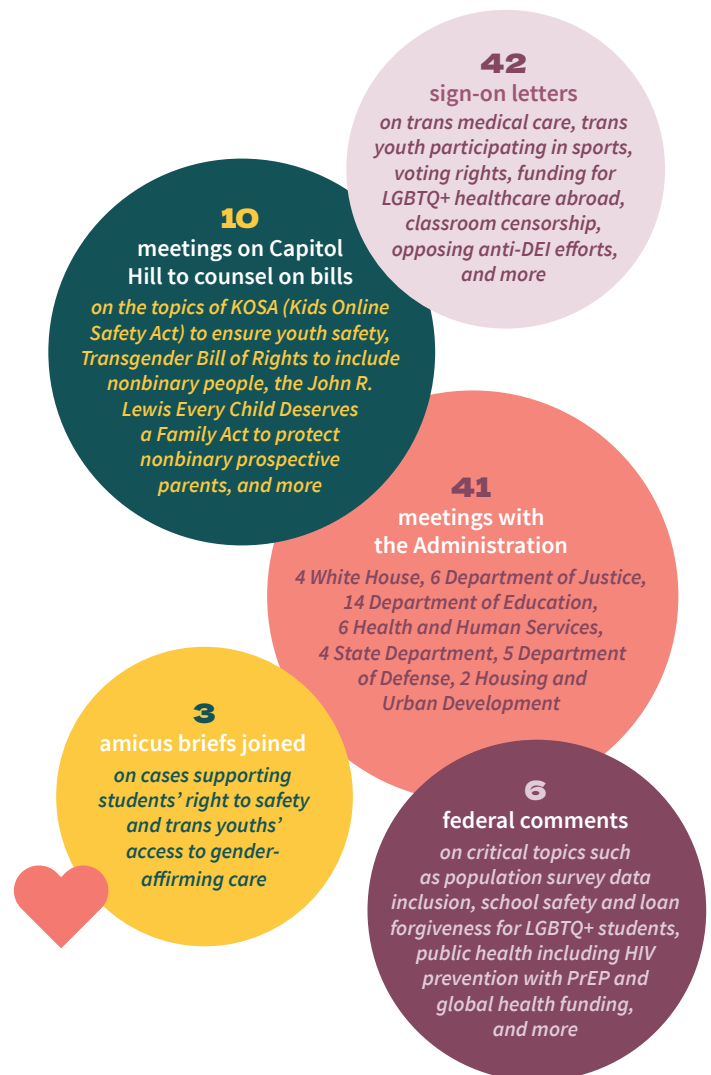 42
sign-on letters
on trans medical care, trans
youth participating in sports,
voting rights, funding for
LGBTQ+ healthcare abroad,
classroom censorship,
opposing anti-DEI efforts,
and more
10
meetings on Capitol
Hill to counsel on bills
on the topics of KOSA (Kids Online
Safety Act) to ensure youth safety,
Transgender Bill of Rights to include
nonbinary people, the John R.
Lewis Every Child Deserves
a Family Act to protect
nonbinary prospective
parents, and more
41
meetings with
the Administration
4 White House, 6 Department of Justice,
14 Department of Education,
6 Health and Human Services,
4 State Department, 5 Department
of Defense, 2 Housing and
Urban Development
3
amicus briefs joined
on cases supporting
students’ right to safety
and trans youths’
access to gender-
affirming care
6
federal comments
on critical topics such
as population survey data
inclusion, school safety and loan
forgiveness for LGBTQ+ students,
public health including HIV
prevention with PrEP and
global health funding,
and more